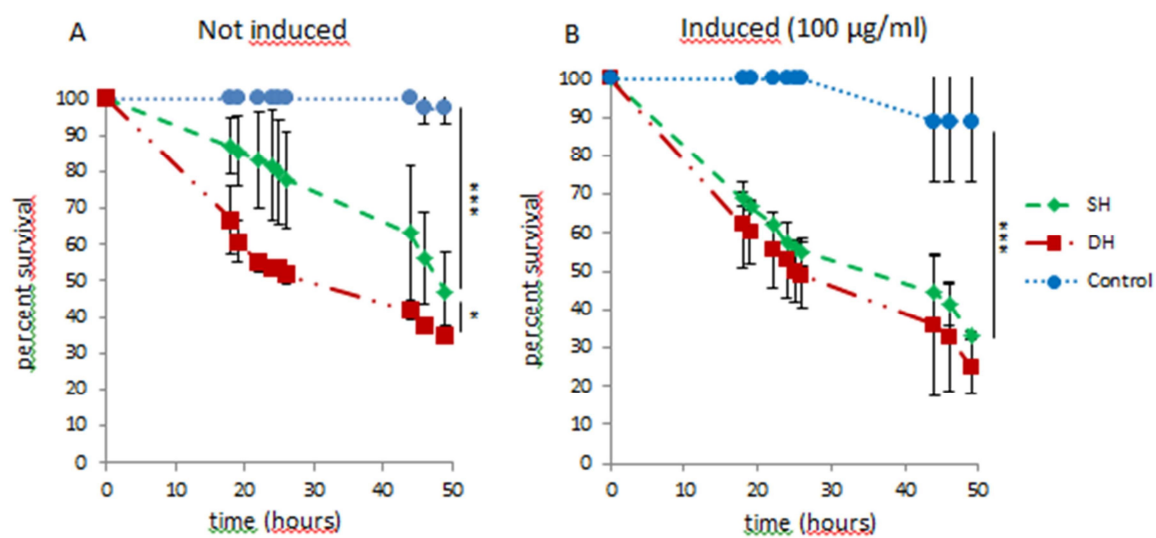 A
Not induced
B
Induced (100 µg/ml)
percent survival
100
90
80
70
60
50
40
30
20
10
0
0 10 20 30 40 50
time (hours)
***
*
percent survival
100
90
80
70
60
50
40
30
20
10
0
0 10 20 30 40 50
time (hours)
***
SH
DH
Control